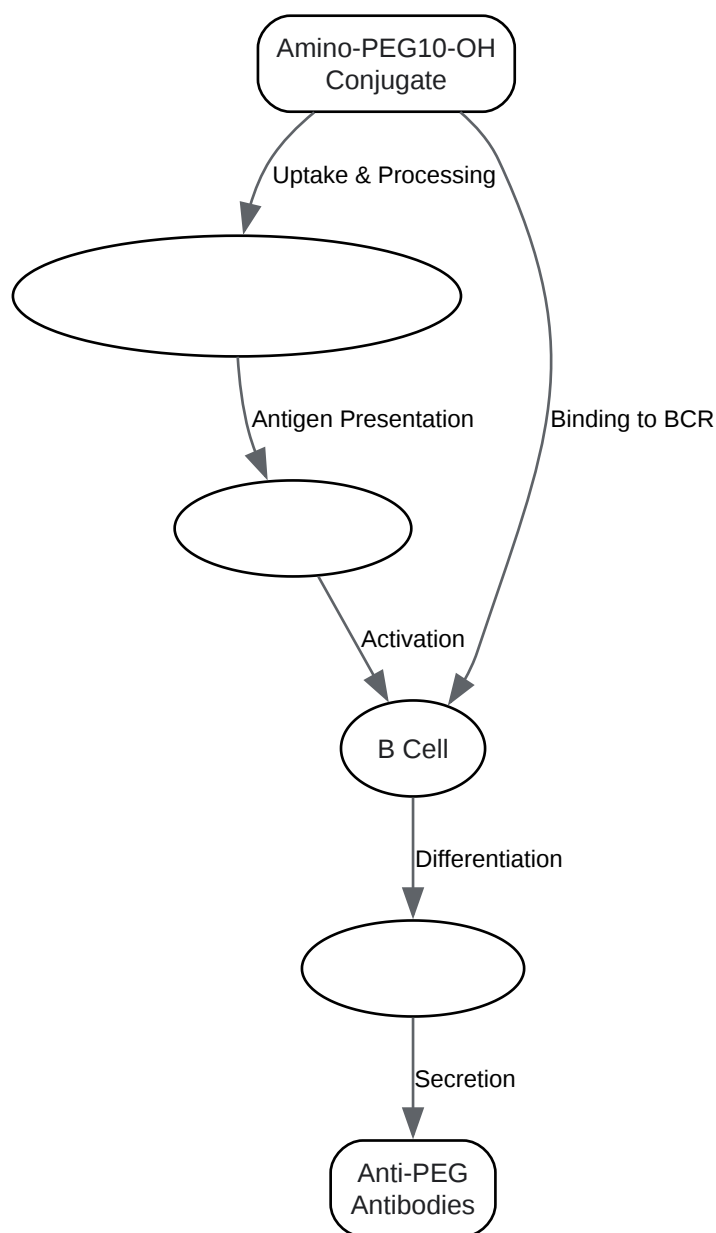 Amino-PEG10-OH
Conjugate
Uptake & Processing
Antigen Presentation
Binding to BCR
Activation
B Cell
Differentiation
Secretion
Anti-PEG
Antibodies